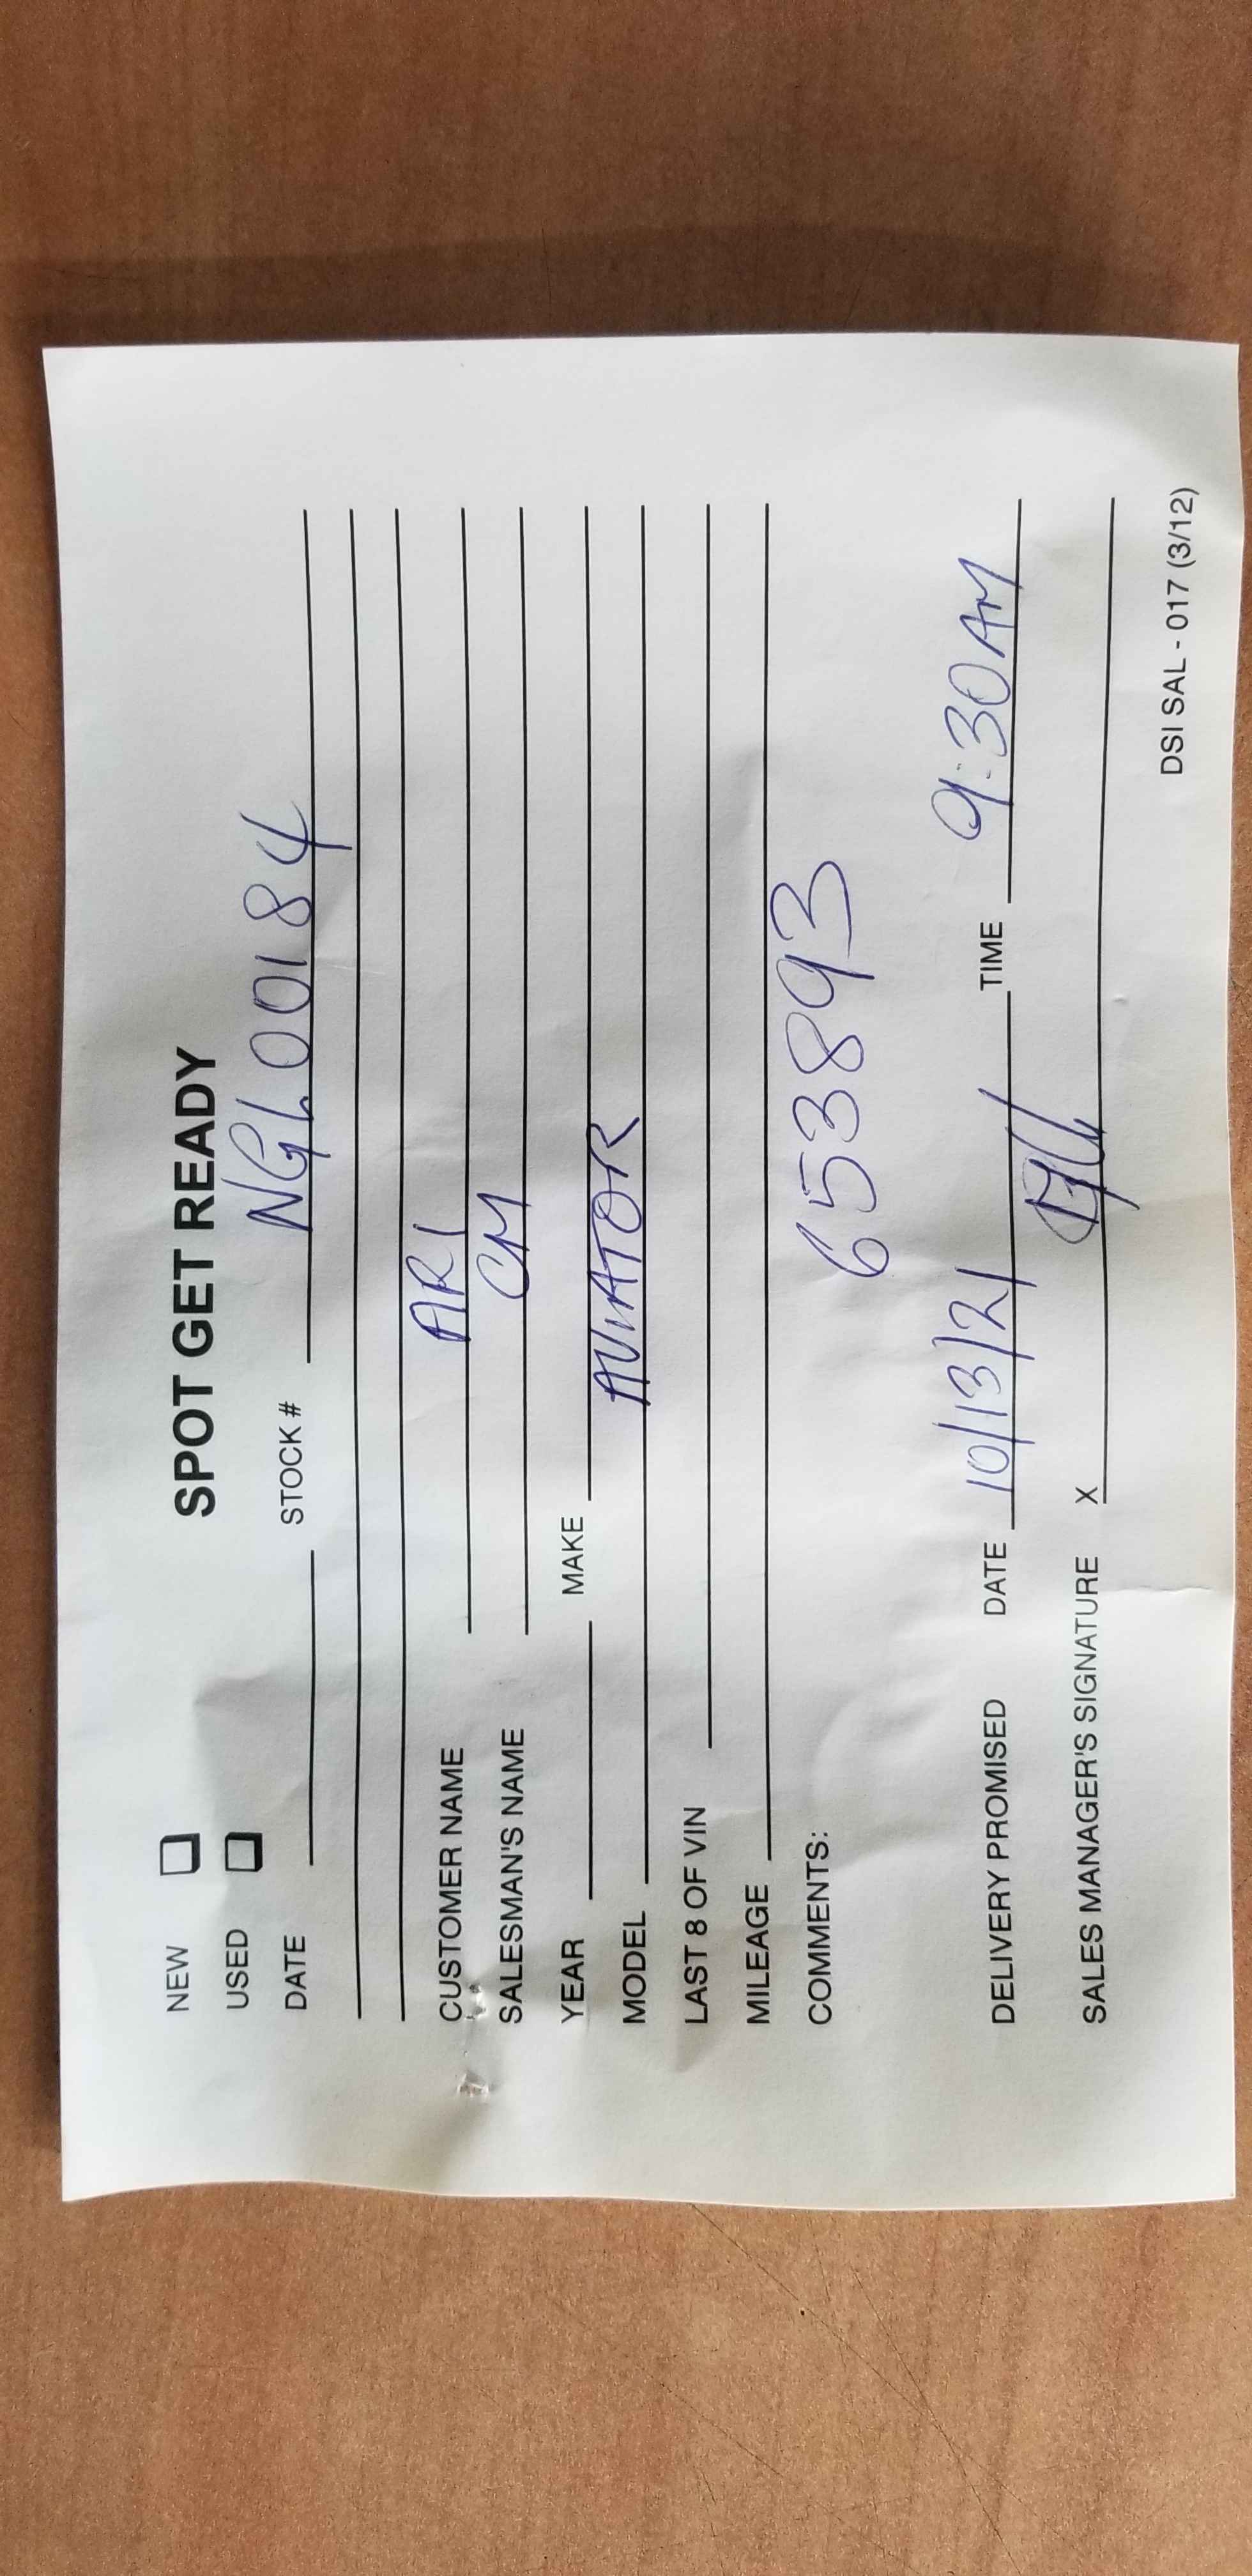 SPOT GET READY
NEW
USED
DATE STOCK # NGL00184
CUSTOMER NAME ARI
SALESMAN'S NAME CM
YEAR MAKE
MODEL AVIATOR
LAST 8 OF VIN
MILEAGE
COMMENTS: 653893
DELIVERY PROMISED DATE 10/13/21 TIME 9:30AM
SALES MANAGER'S SIGNATURE X
DSI SAL - 017 (3/12)